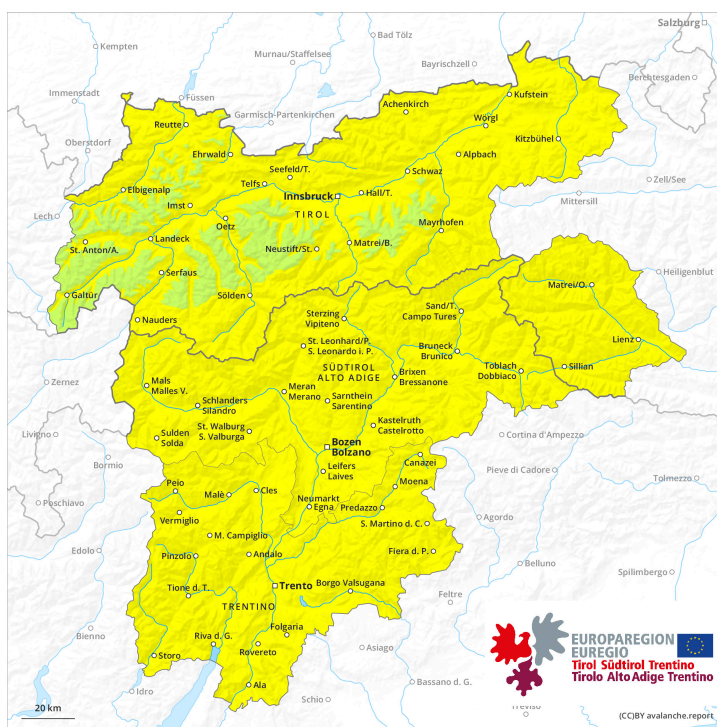 Salzburg
Kempten
Bad Tölz
Murnau/Staffelsee
Bayrischzell
Berchtesgaden
Immenstadt
Füssen
Kufstein
Achenkirch
Garmisch-Partenkirchen
Reutte
Wörgl
Oberstdorf
Kitzbühel
Ehrwald
Alpbach
Seefeld/T.
Schwaz
Zell/See
Telfs
Elbigenalp
Innsbruck
Hall/T.
Mittersill
Imst
TIROL
Lech
Oetz
Mayrhofen
Landeck
Matrei/B.
St. Anton/A.
Neustift/St.
Serfaus
Heiligenblut
Matrei/O.
Galtür
Sölden
Nauders
Sterzing
Vipiteno
Sand/T.
Campo Tures
Lienz
St. Leonhard/P.
S. Leonardo i. P.
Bruneck
Brunico
SÜDTIROL
ALTO ADIGE
Toblach
Dobbiaco
Sillian
Brixen
Bressanone
Zernez
Mals
Malles V.
Meran
Merano
Schlanders
Silandro
Sarnthein
Sarentino
Kastelruth
Castelrotto
St. Walburg
S. Valburga
Livigno
Sulden
Solda
Cortina d'Ampezzo
Bozen
Bolzano
Bormio
Canazei
Leifers
Laives
Pieve di Cadore
Tolmezzo
Peio
Moena
Malè
Cles
Neumarkt
Egna
Poschiavo
Predazzo
Vermiglio
Agordo
S. Martino d. C.
M. Campiglio
Edolo
Pinzolo
Andalo
Fiera d. P.
Belluno
Spilimbergo
Tione d. T.
Trento
Borgo Valsugana
Feltre
TRENTINO
Bienno
Folgaria
Riva d. G.
Rovereto
Asiago
Storo
EUROPAREGION
EUREGIO
Tirol Südtirol Trentino
Tirolo Alto Adige Trentino
Ala
Bassano d. G.
Idro
Schio
Treviso
20 km
(CC)BY avalanche.report